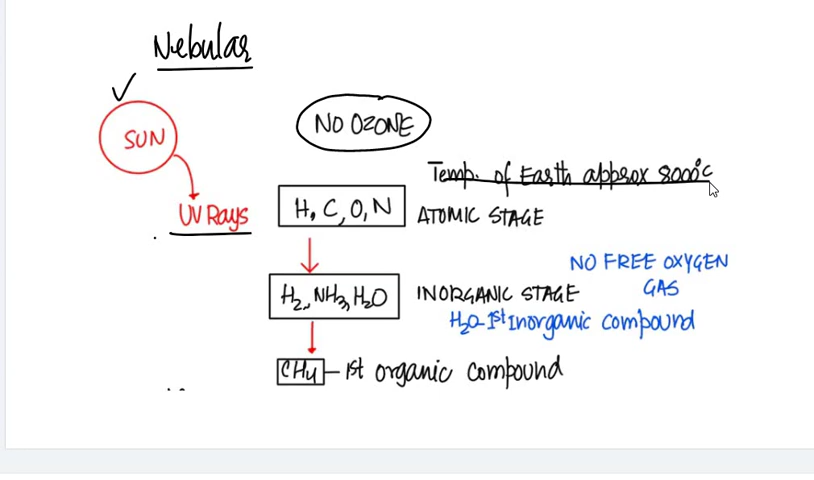 Nebular
SUN
NO OZONE
Temp. of Earth approx 8000°C
UV Rays
H, C, O, N
ATOMIC STAGE
NO FREE OXYGEN
GAS
H₂, NH₃, H₂O
INORGANIC STAGE
H₂O-1st Inorganic compound
CH₄ - 1st organic compound